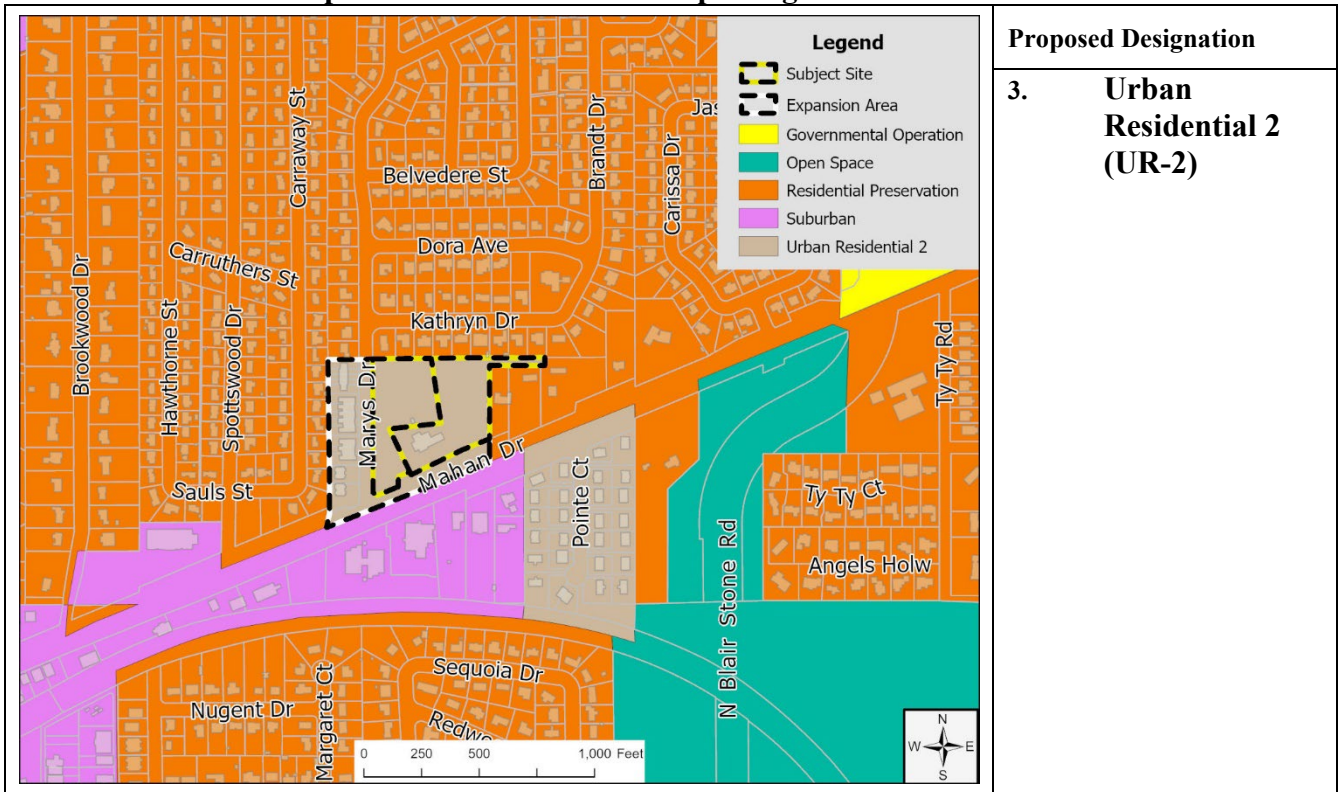 Legend
Subject Site
Expansion Area
Governmental Operation
Open Space
Residential Preservation
Suburban
Urban Residential 2
Proposed Designation
3. Urban
Residential 2
(UR-2)
Carraway St
Brandt Dr
Carissa Dr
Belvedere St
Dora Ave
Carruthers St
Brookwood Dr
Hawthorne St
Spottswood Dr
Kathryn Dr
Ty Ty Rd
Marys Dr
Mahan Dr
Sauls St
Pointe Ct
Ty Ty Ct
Angels Holw
N Blair Stone Rd
Sequoia Dr
Nugent Dr
Margaret Ct
0 250 500 1,000 Feet
N
W E
S